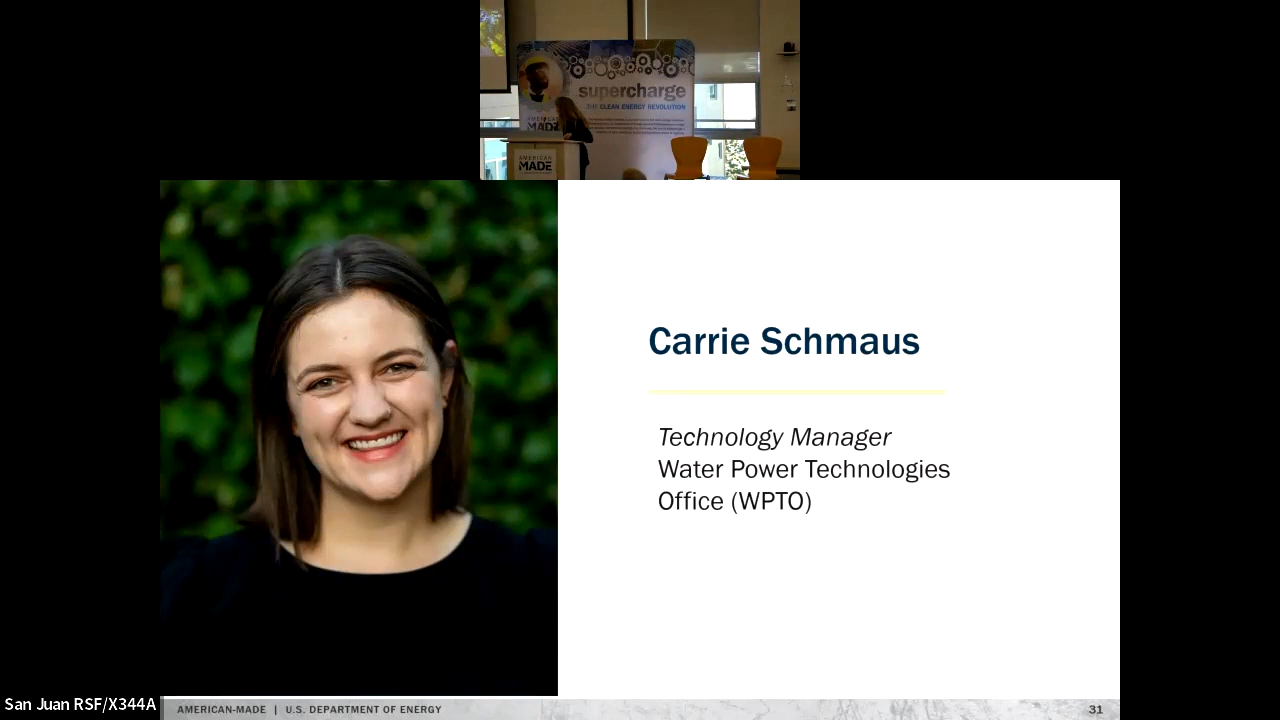 supercharge
THE CLEAN ENERGY REVOLUTION
MADE
AMERICAN
MADE
Carrie Schmaus
Technology Manager
Water Power Technologies
Office (WPTO)
San Juan RSF/X344A
AMERICAN-MADE | U.S. DEPARTMENT OF ENERGY
31